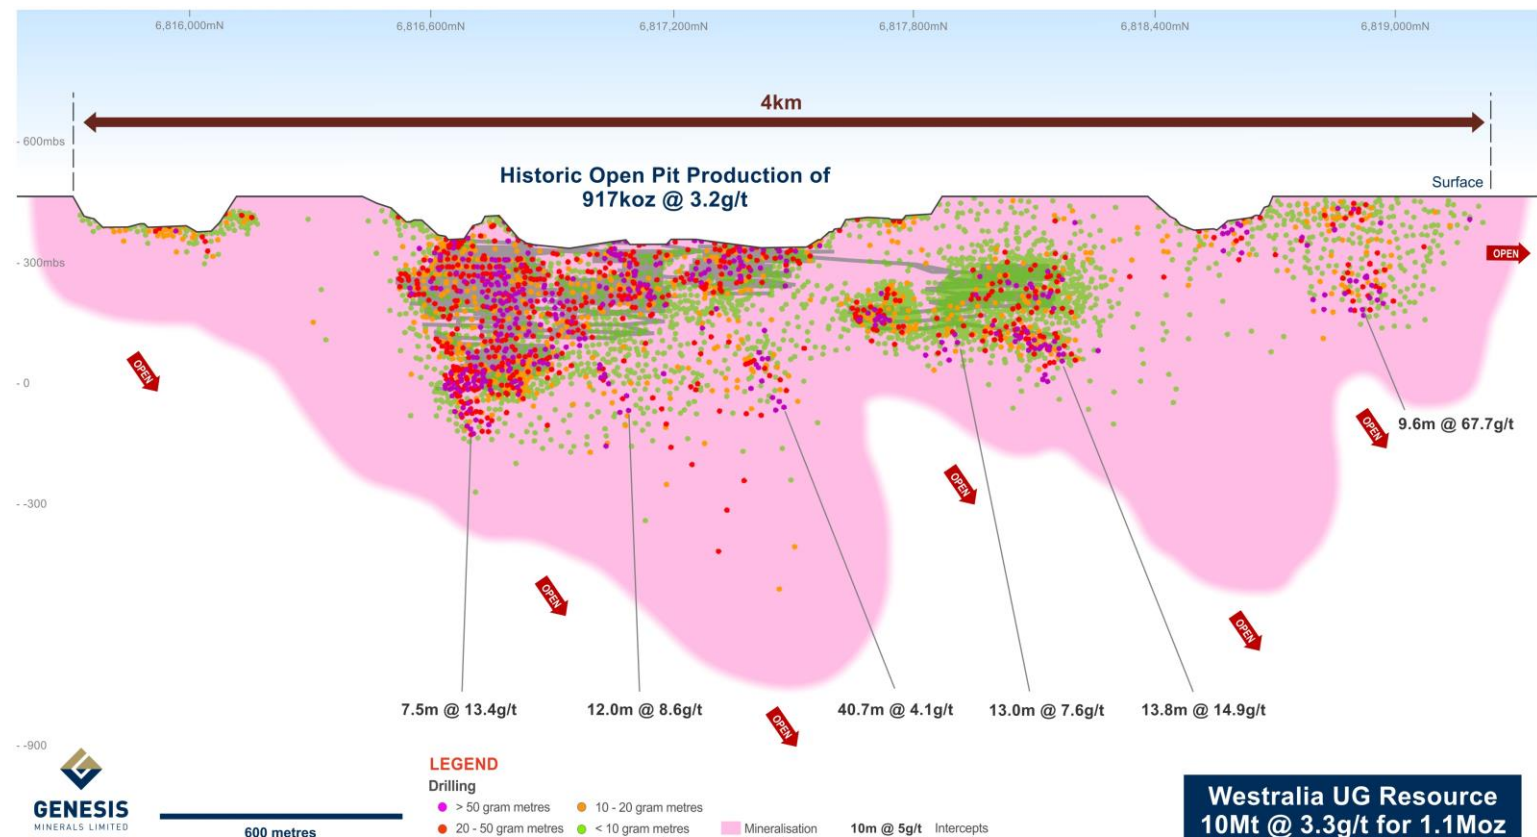 6,816,000mN
6,816,600mN
6,817,200mN
6,817,800mN
6,818,400mN
6,819,000mN
4km
- 600mbs
Historic Open Pit Production of
917koz @ 3.2g/t
Surface
- 300mbs
OPEN
OPEN
- 0
9.6m @ 67.7g/t
OPEN
OPEN
- -300
OPEN
OPEN
7.5m @ 13.4g/t
12.0m @ 8.6g/t
40.7m @ 4.1g/t
13.0m @ 7.6g/t
13.8m @ 14.9g/t
OPEN
- -900
GENESIS
MINERALS LIMITED
600 metres
LEGEND
Drilling
> 50 gram metres
10 - 20 gram metres
20 - 50 gram metres
< 10 gram metres
Mineralisation
10m @ 5g/t Intercepts
Westralia UG Resource
10Mt @ 3.3g/t for 1.1Moz